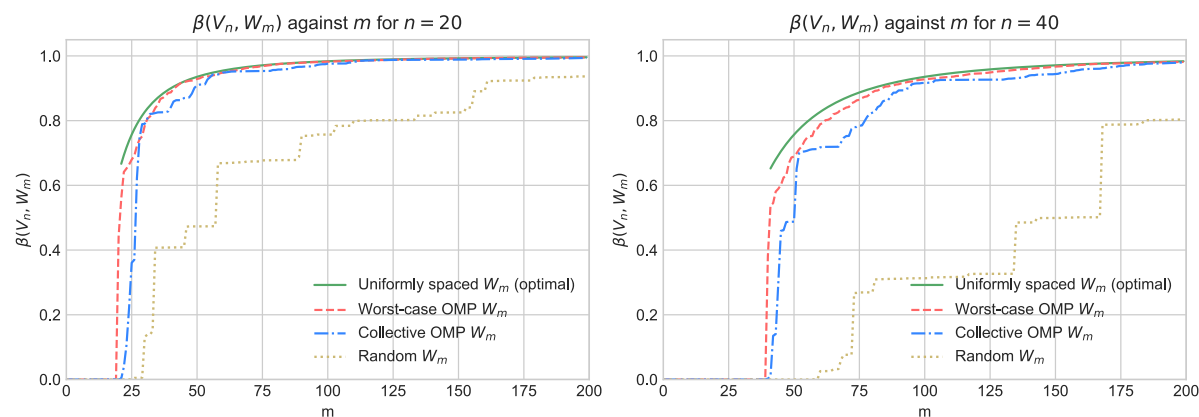 β(Vₙ, Wₘ) against m for n = 20
β(Vₙ, Wₘ)
1.0
0.8
0.6
0.4
0.2
0.0
Uniformly spaced Wₘ (optimal)
Worst-case OMP Wₘ
Collective OMP Wₘ
Random Wₘ
0 25 50 75 100 125 150 175 200
m
β(Vₙ, Wₘ) against m for n = 40
β(Vₙ, Wₘ)
1.0
0.8
0.6
0.4
0.2
0.0
Uniformly spaced Wₘ (optimal)
Worst-case OMP Wₘ
Collective OMP Wₘ
Random Wₘ
0 25 50 75 100 125 150 175 200
m